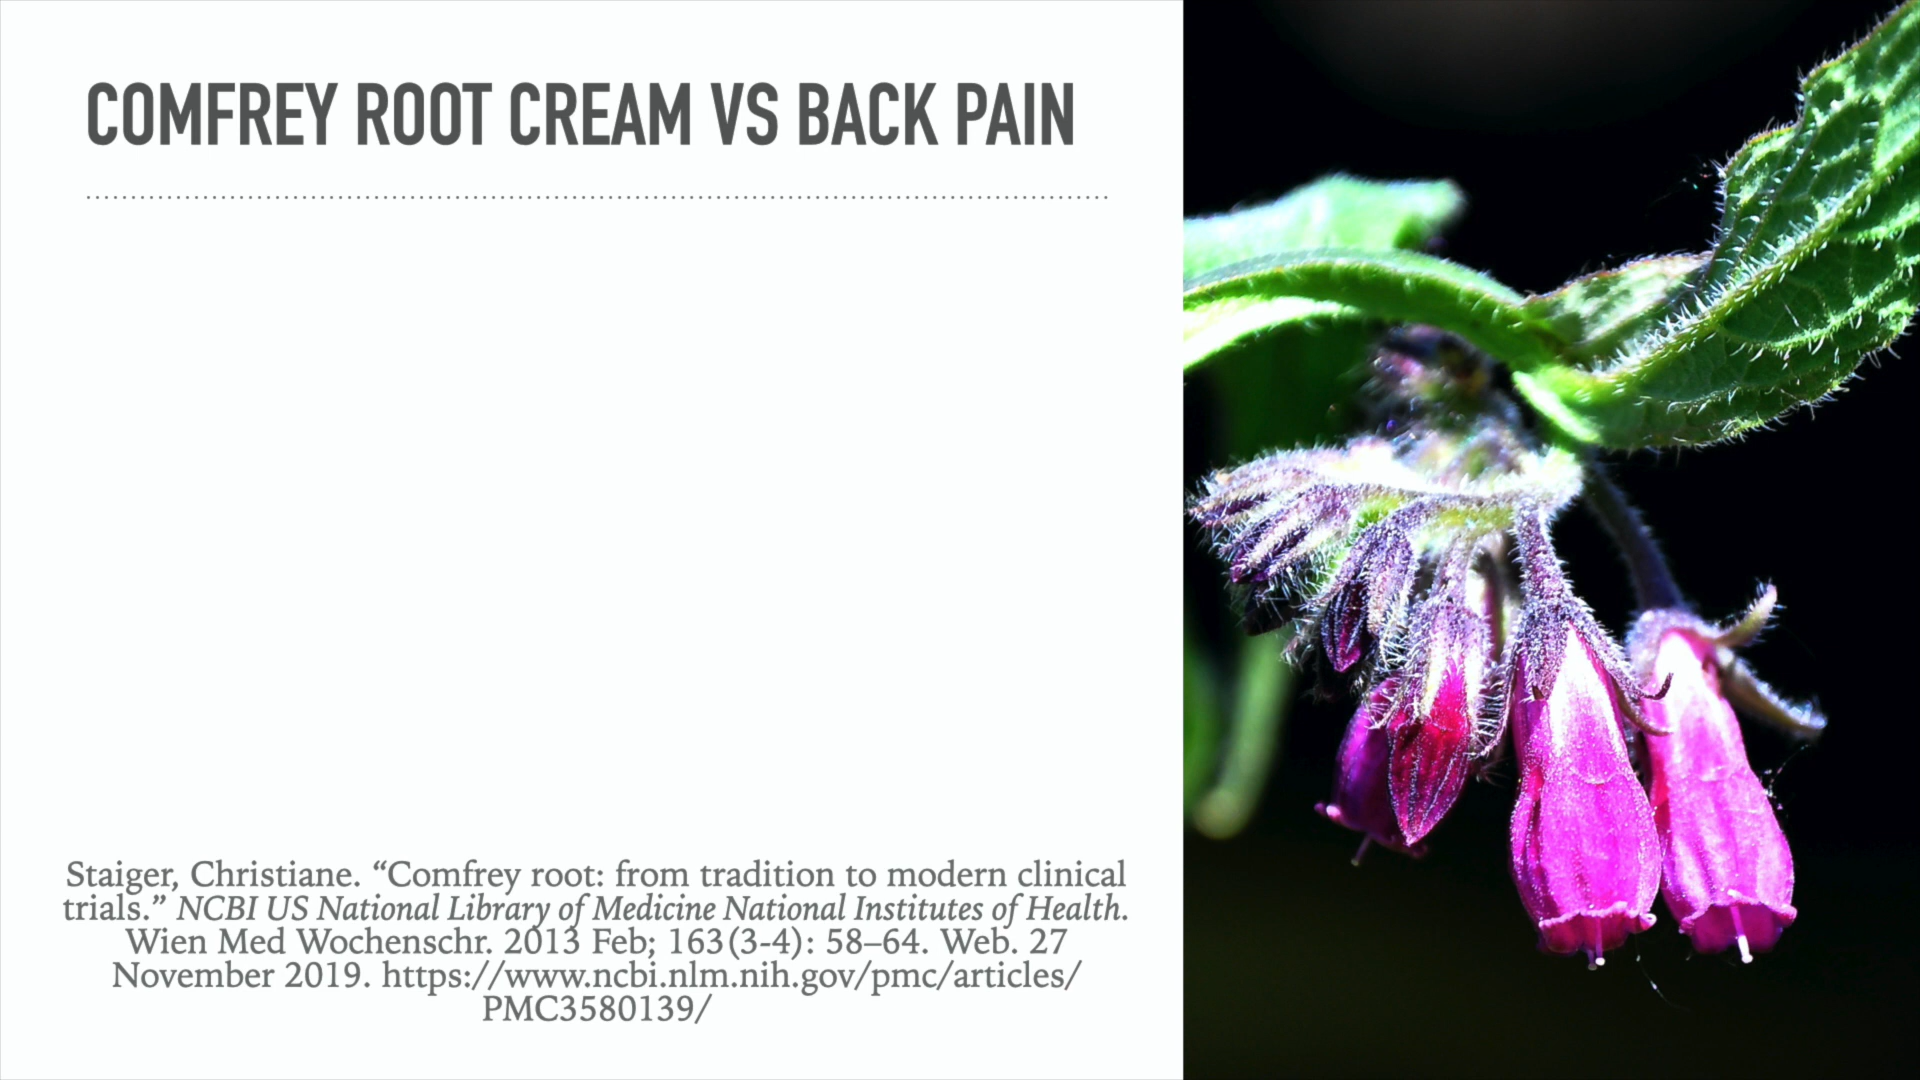 COMFREY ROOT CREAM VS BACK PAIN
Staiger, Christiane. “Comfrey root: from tradition to modern clinical
trials.” NCBI US National Library of Medicine National Institutes of Health.
Wien Med Wochenschr. 2013 Feb; 163(3-4): 58–64. Web. 27
November 2019. https://www.ncbi.nlm.nih.gov/pmc/articles/
PMC3580139/